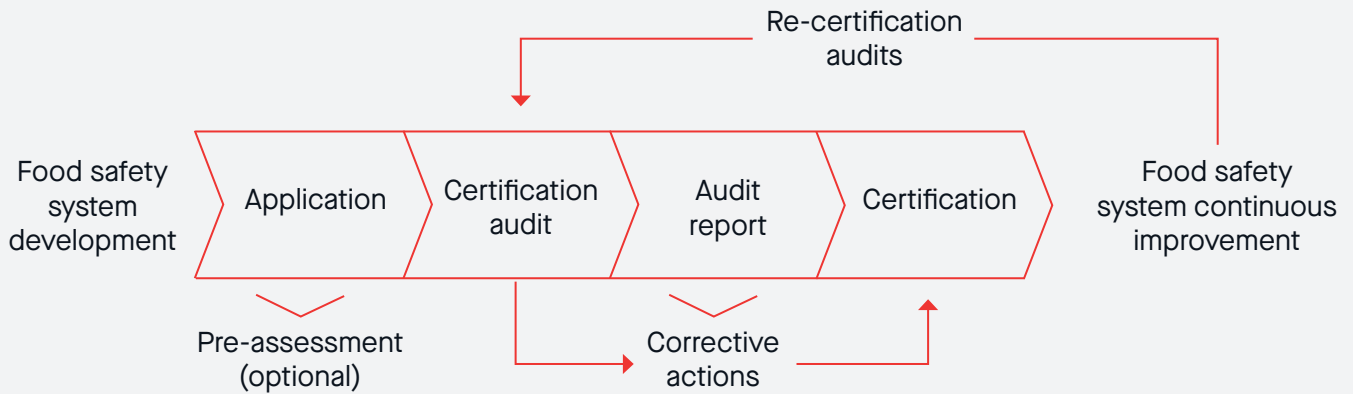 Re-certification
audits
Food safety
system
development
Application
Certification
audit
Audit
report
Certification
Food safety
system continuous
improvement
Pre-assessment
(optional)
Corrective
actions